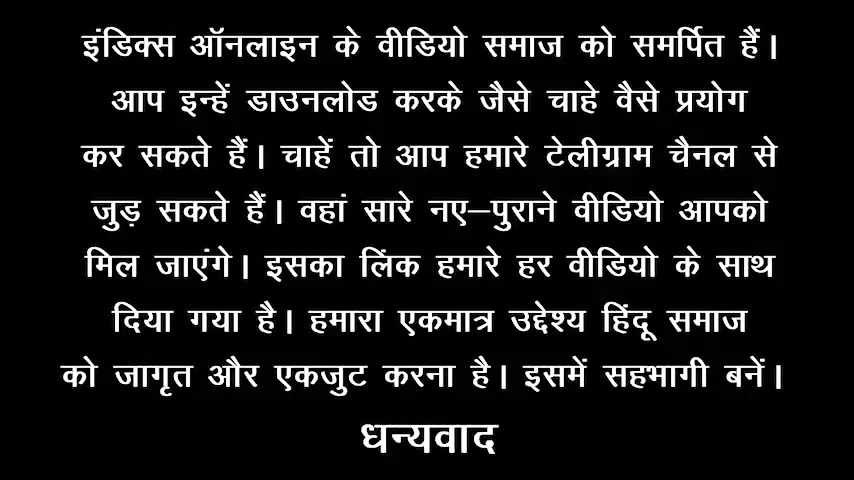 इंडिक्स ऑनलाइन के वीडियो समाज को समर्पित हैं।
आप इन्हें डाउनलोड करके जैसे चाहे वैसे प्रयोग
कर सकते हैं। चाहें तो आप हमारे टेलीग्राम चैनल से
जुड़ सकते हैं। वहां सारे नए–पुराने वीडियो आपको
मिल जाएंगे। इसका लिंक हमारे हर वीडियो के साथ
दिया गया है। हमारा एकमात्र उद्देश्य हिंदू समाज
को जागृत और एकजुट करना है। इसमें सहभागी बनें।
धन्यवाद